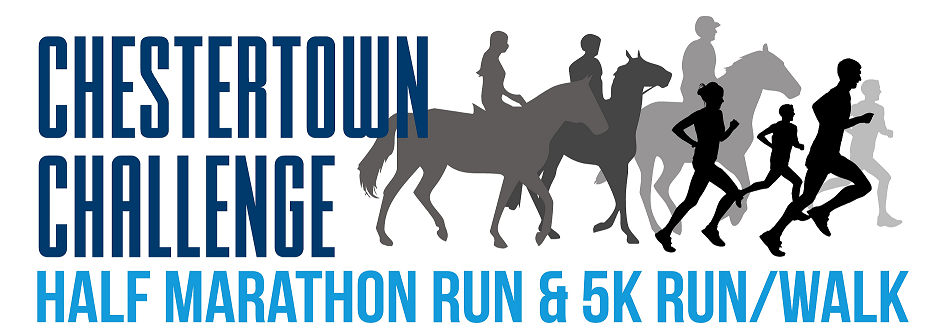 CHESTERTOWN
CHALLENGE
HALF MARATHON RUN & 5K RUN/WALK